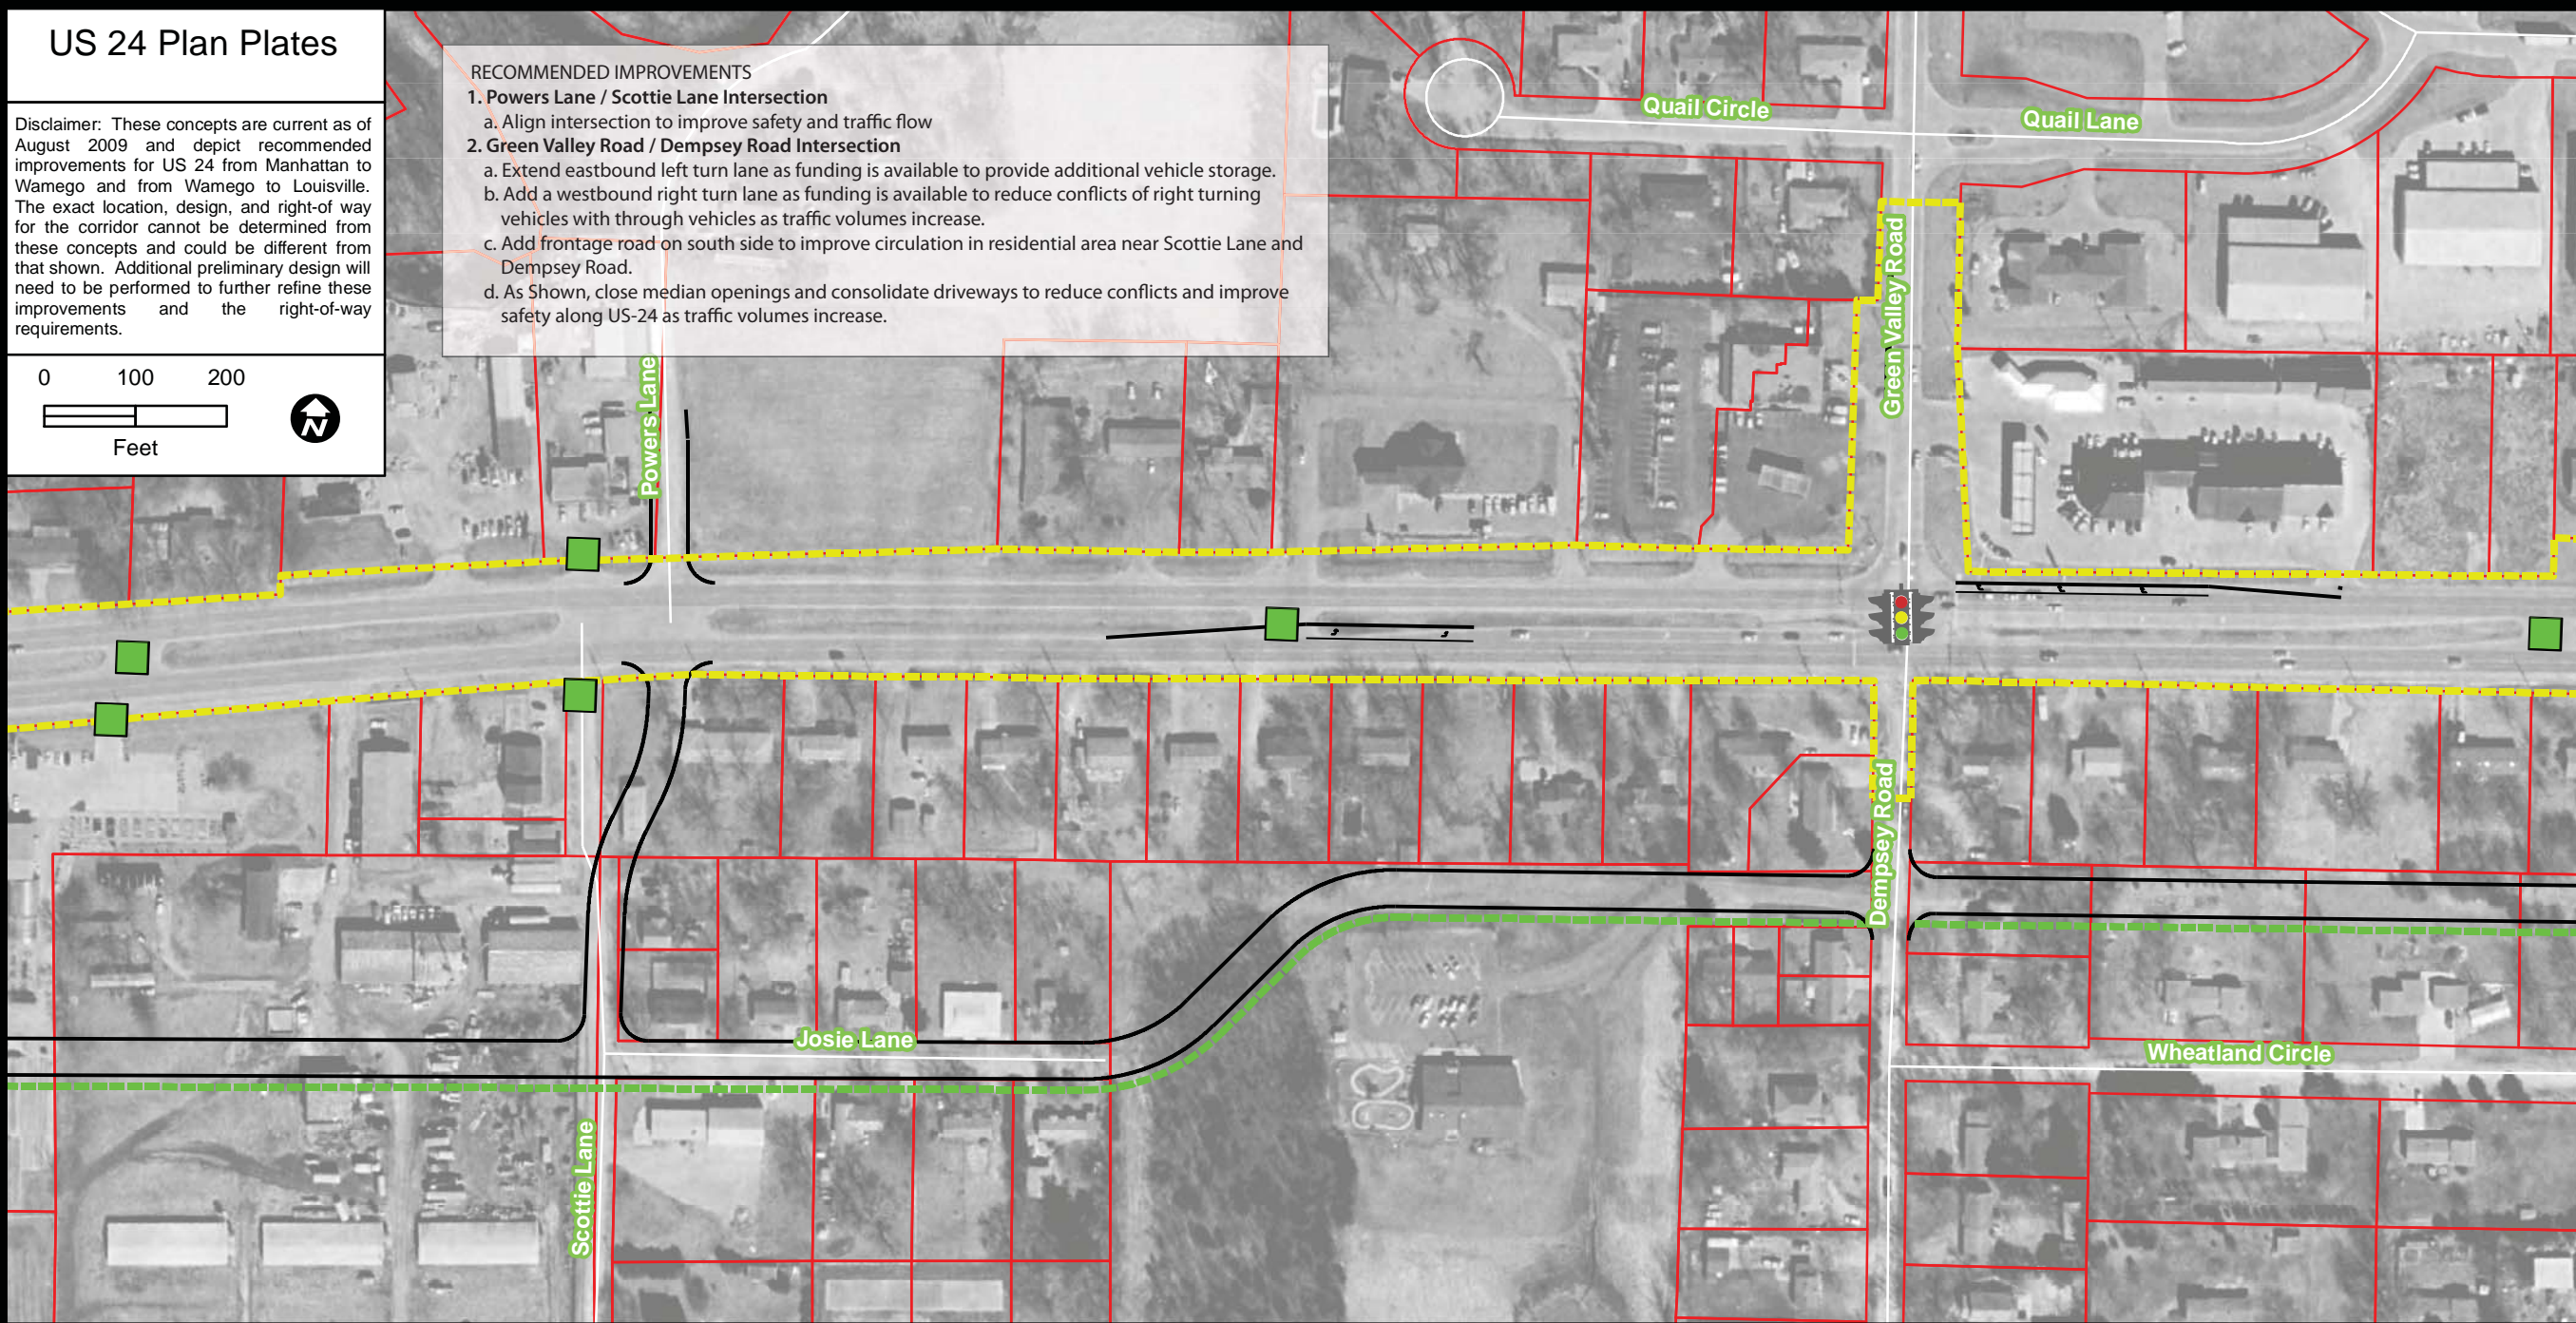 US 24 Plan Plates
Disclaimer: These concepts are current as of
August 2009 and depict recommended
improvements for US 24 from Manhattan to
Wamego and from Wamego to Louisville.
The exact location, design, and right-of way
for the corridor cannot be determined from
these concepts and could be different from
that shown. Additional preliminary design will
need to be performed to further refine these
improvements and the right-of-way
requirements.
0 100 200
Feet
N
RECOMMENDED IMPROVEMENTS
1. Powers Lane / Scottie Lane Intersection
a. Align intersection to improve safety and traffic flow
2. Green Valley Road / Dempsey Road Intersection
a. Extend eastbound left turn lane as funding is available to provide additional vehicle storage.
b. Add a westbound right turn lane as funding is available to reduce conflicts of right turning
vehicles with through vehicles as traffic volumes increase.
c. Add frontage road on south side to improve circulation in residential area near Scottie Lane and
Dempsey Road.
d. As Shown, close median openings and consolidate driveways to reduce conflicts and improve
safety along US-24 as traffic volumes increase.
Quail Circle
Quail Lane
Green Valley Road
Powers Lane
Dempsey Road
Josie Lane
Wheatland Circle
Scottie Lane